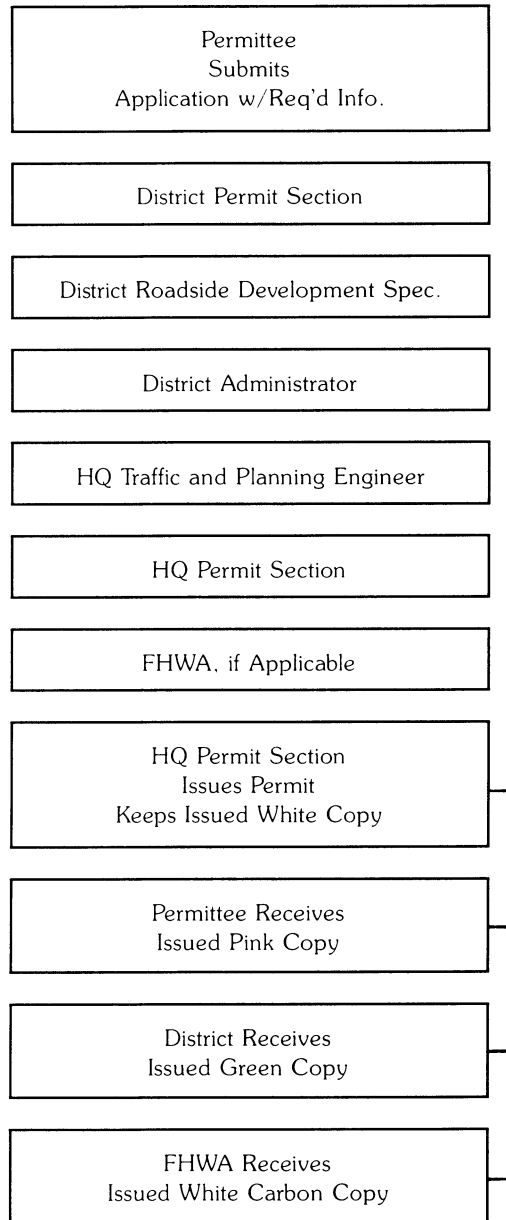 Permittee
Submits
Application w/Req'd Info.
District Permit Section
District Roadside Development Spec.
District Administrator
HQ Traffic and Planning Engineer
HQ Permit Section
FHWA, if Applicable
HQ Permit Section
Issues Permit
Keeps Issued White Copy
Permittee Receives
Issued Pink Copy
District Receives
Issued Green Copy
FHWA Receives
Issued White Carbon Copy